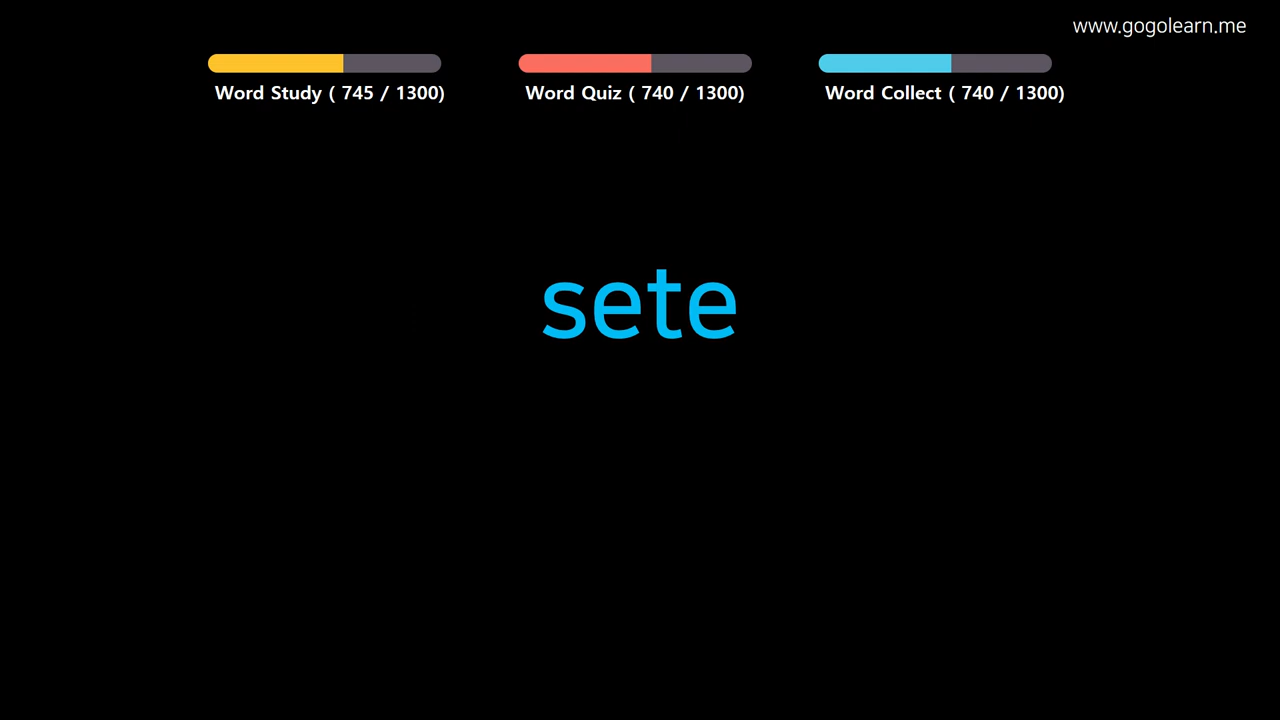 www.gogolearn.me
Word Study ( 745 / 1300)
Word Quiz ( 740 / 1300)
Word Collect ( 740 / 1300)
sete